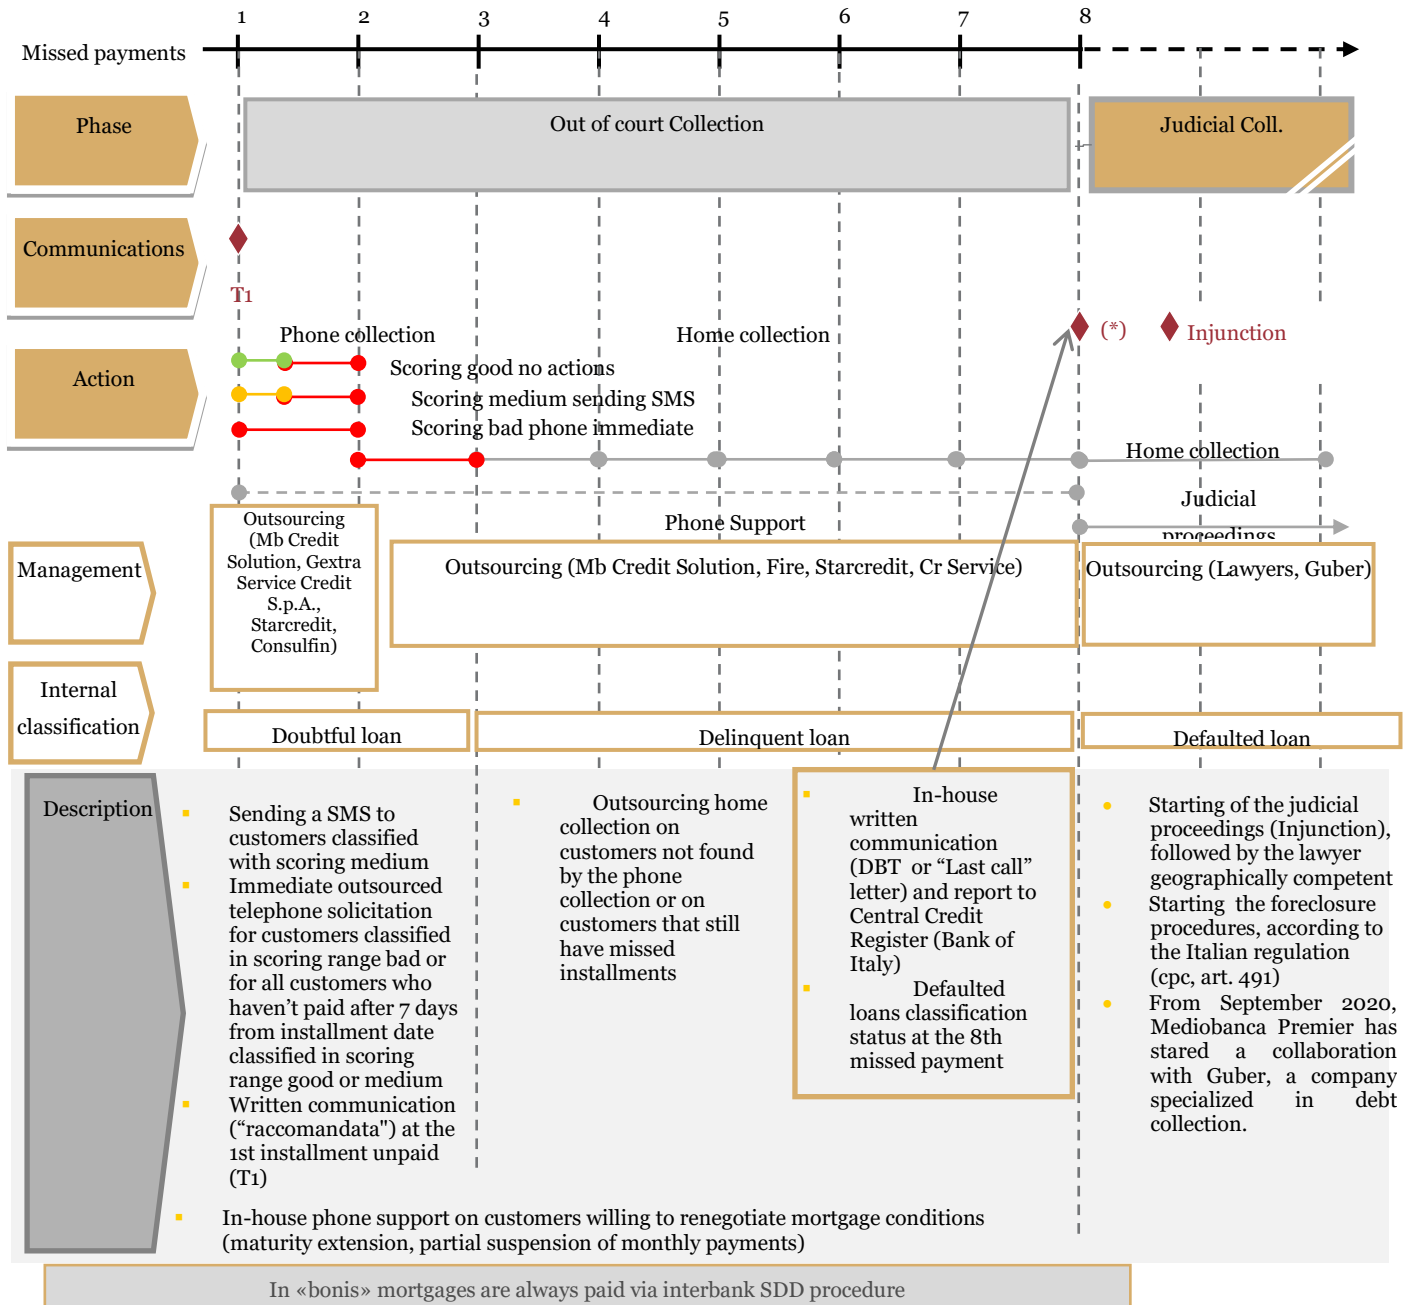 1 2 3 4 5 6 7 8
Missed payments
Phase
Out of court Collection
Judicial Coll.
Communications
T1
(*)
Injunction
Action
Phone collection
Home collection
Scoring good no actions
Scoring medium sending SMS
Scoring bad phone immediate
Home collection
Judicial
proceedings
Phone Support
Management
Outsourcing
(Mb Credit
Solution, Gextra
Service Credit
S.p.A.,
Starcredit,
Consulfin)
Outsourcing (Mb Credit Solution, Fire, Starcredit, Cr Service)
Outsourcing (Lawyers, Guber)
Internal
classification
Doubtful loan
Delinquent loan
Defaulted loan
Description
Sending a SMS to
customers classified
with scoring medium
Immediate outsourced
telephone solicitation
for customers classified
in scoring range bad or
for all customers who
haven't paid after 7 days
from installment date
classified in scoring
range good or medium
Written communication
(“raccomandata") at the
1st installment unpaid
(T1)
Outsourcing home
collection on
customers not found
by the phone
collection or on
customers that still
have missed
installments
In-house
written
communication
(DBT or “Last call”
letter) and report to
Central Credit
Register (Bank of
Italy)
Defaulted
loans classification
status at the 8th
missed payment
Starting of the judicial
proceedings (Injunction),
followed by the lawyer
geographically competent
Starting the foreclosure
procedures, according to
the Italian regulation
(cpc, art. 491)
From September 2020,
Mediobanca Premier has
stared a collaboration
with Guber, a company
specialized in debt
collection.
In-house phone support on customers willing to renegotiate mortgage conditions
(maturity extension, partial suspension of monthly payments)
In «bonis» mortgages are always paid via interbank SDD procedure